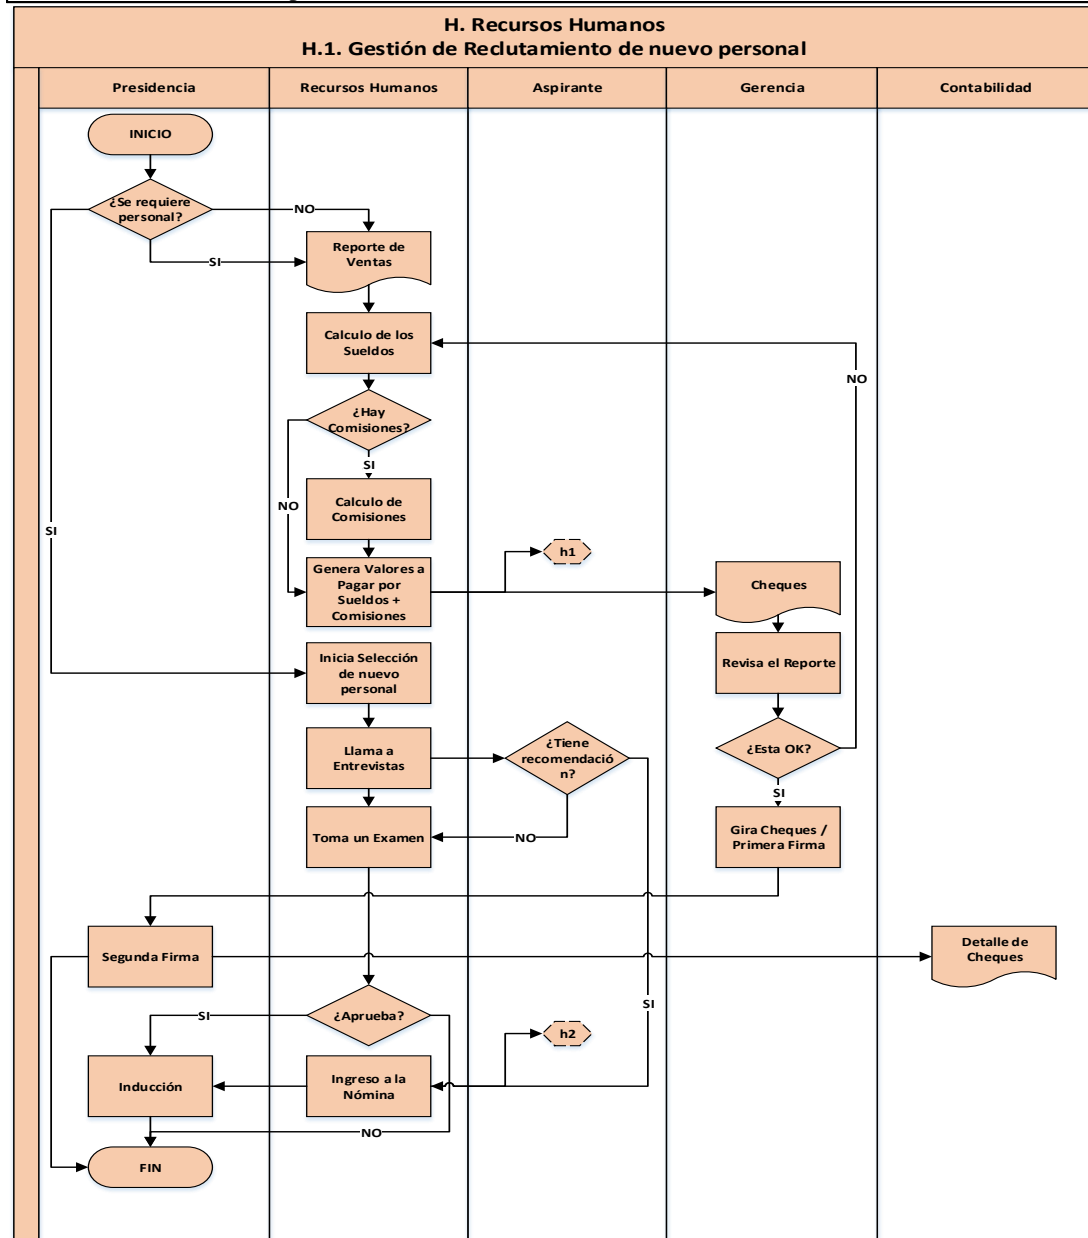 H. Recursos Humanos
H.1. Gestión de Reclutamiento de nuevo personal
Presidencia
Recursos Humanos
Aspirante
Gerencia
Contabilidad
INICIO
¿Se requiere
personal?
NO
SI
Reporte de
Ventas
Calculo de los
Sueldos
NO
¿Hay
Comisiones?
SI
NO
Calculo de
Comisiones
SI
h1
Genera Valores a
Pagar por
Sueldos +
Comisiones
Cheques
Inicia Selección
de nuevo
personal
Revisa el Reporte
Llama a
Entrevistas
¿Tiene
recomendació
n?
¿Esta OK?
SI
Toma un Examen
NO
Gira Cheques /
Primera Firma
Segunda Firma
Detalle de
Cheques
SI
SI
¿Aprueba?
h2
Inducción
Ingreso a la
Nómina
NO
FIN